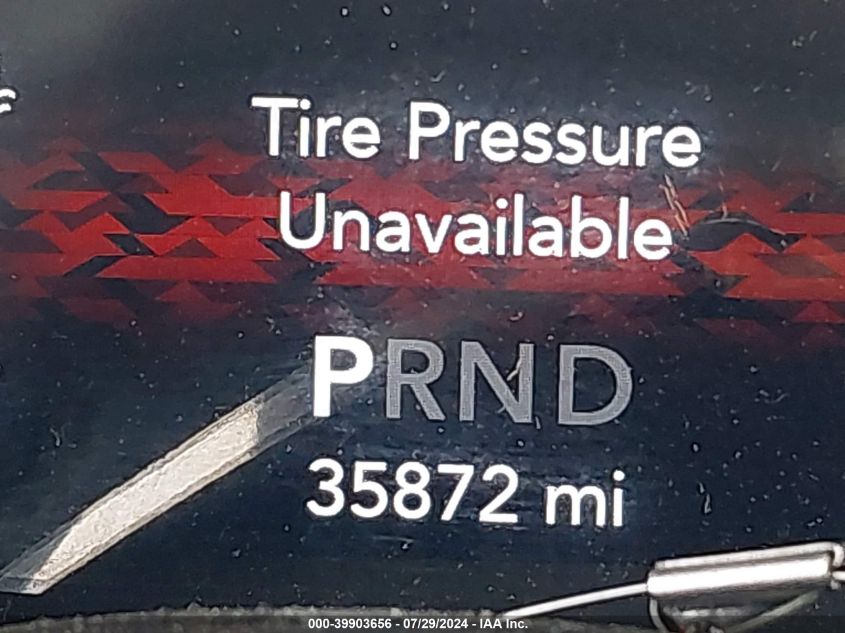 Tire Pressure
Unavailable
PRND
35872 mi
000-39903656 - 07/29/2024 - IAA Inc.